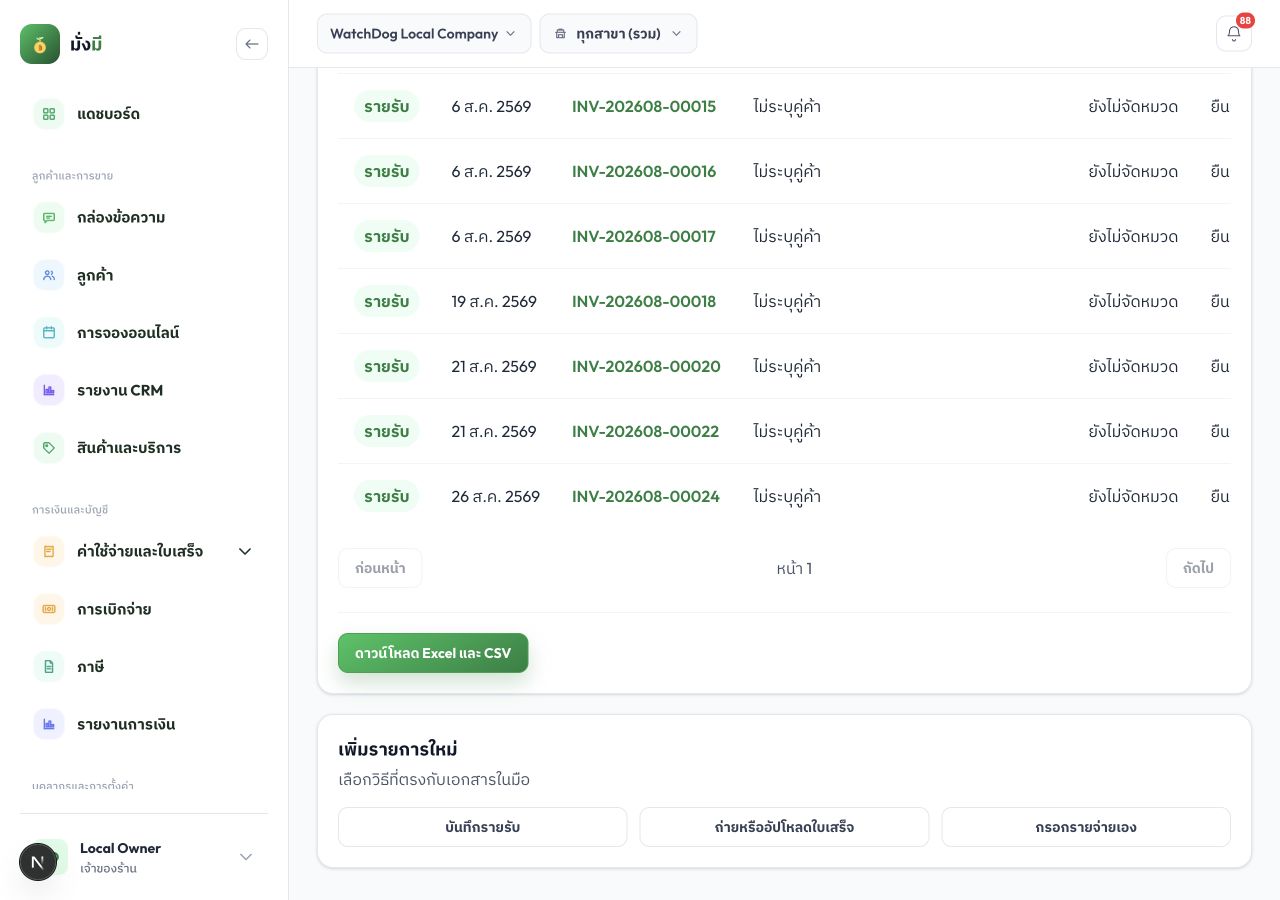 มั่งมี
WatchDog Local Company
ทุกสาขา (รวม)
88
แดชบอร์ด
ลูกค้าและการขาย
กล่องข้อความ
ลูกค้า
การจองออนไลน์
รายงาน CRM
สินค้าและบริการ
การเงินและบัญชี
ค่าใช้จ่ายและใบเสร็จ
การเบิกจ่าย
ภาษี
รายงานการเงิน
บุคลากรและการตั้งค่า
N
Local Owner
เจ้าของร้าน
รายรับ 6 ส.ค. 2569 INV-202608-00015 ไม่ระบุคู่ค้า ยังไม่จัดหมวด ยืน
รายรับ 6 ส.ค. 2569 INV-202608-00016 ไม่ระบุคู่ค้า ยังไม่จัดหมวด ยืน
รายรับ 6 ส.ค. 2569 INV-202608-00017 ไม่ระบุคู่ค้า ยังไม่จัดหมวด ยืน
รายรับ 19 ส.ค. 2569 INV-202608-00018 ไม่ระบุคู่ค้า ยังไม่จัดหมวด ยืน
รายรับ 21 ส.ค. 2569 INV-202608-00020 ไม่ระบุคู่ค้า ยังไม่จัดหมวด ยืน
รายรับ 21 ส.ค. 2569 INV-202608-00022 ไม่ระบุคู่ค้า ยังไม่จัดหมวด ยืน
รายรับ 26 ส.ค. 2569 INV-202608-00024 ไม่ระบุคู่ค้า ยังไม่จัดหมวด ยืน
ก่อนหน้า หน้า 1 ถัดไป
ดาวน์โหลด Excel และ CSV
เพิ่มรายการใหม่
เลือกวิธีที่ตรงกับเอกสารในมือ
บันทึกรายรับ ถ่ายหรืออัปโหลดใบเสร็จ กรอกรายจ่ายเอง